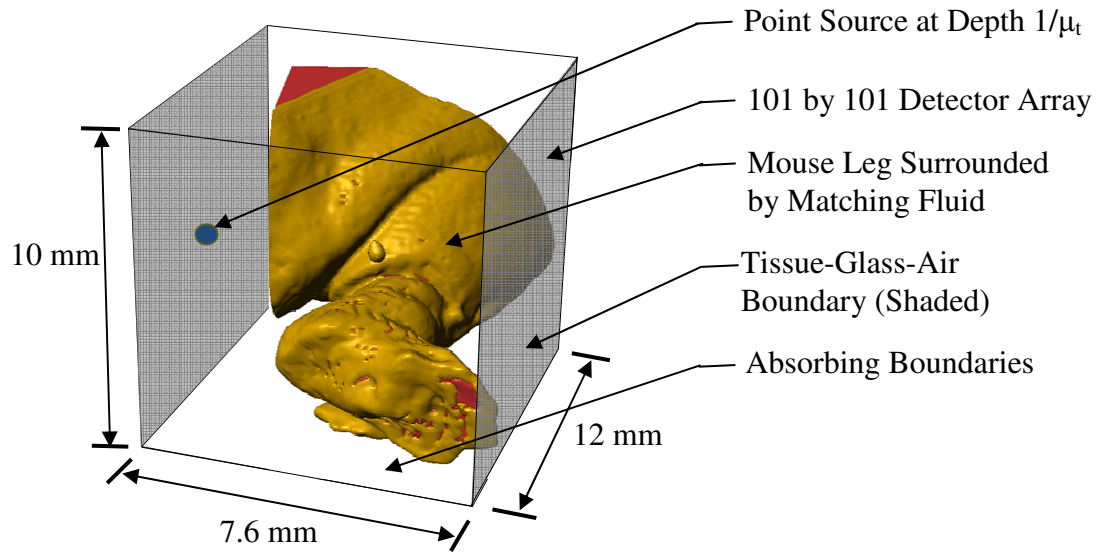 Point Source at Depth 1/μt
101 by 101 Detector Array
Mouse Leg Surrounded
by Matching Fluid
10 mm
Tissue-Glass-Air
Boundary (Shaded)
Absorbing Boundaries
12 mm
7.6 mm